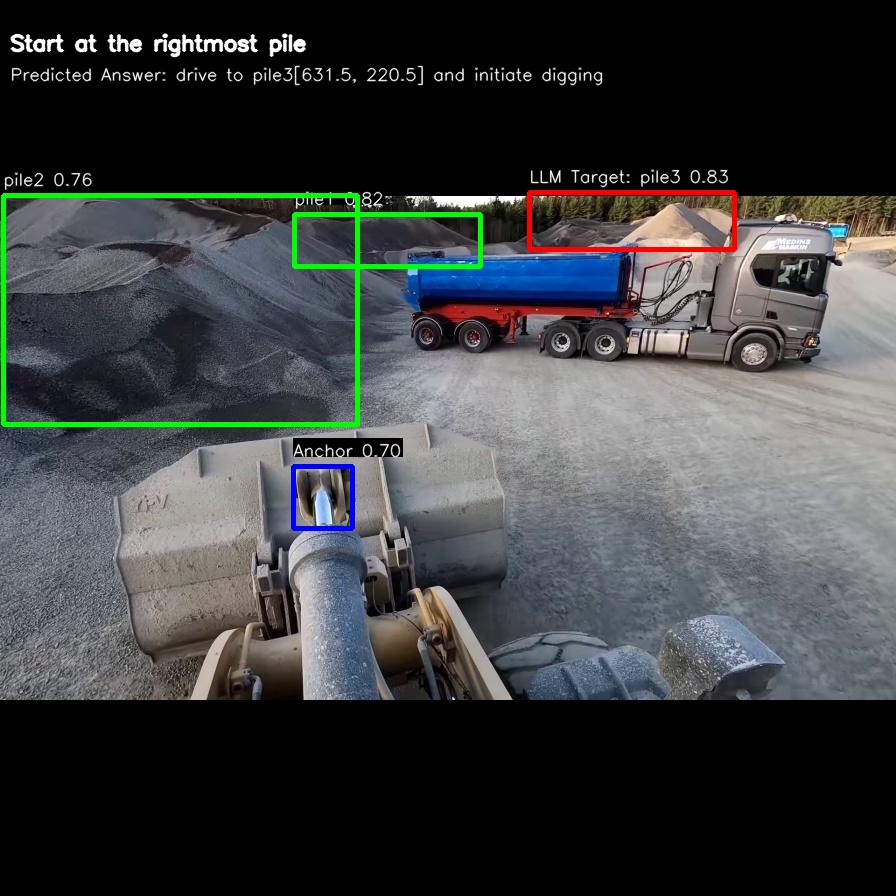 Start at the rightmost pile
Predicted Answer: drive to pile3[631.5, 220.5] and initiate digging
LLM Target: pile3 0.83
pile2 0.76
pile1 0.82
MEDINS
MASKIN
Anchor 0.70